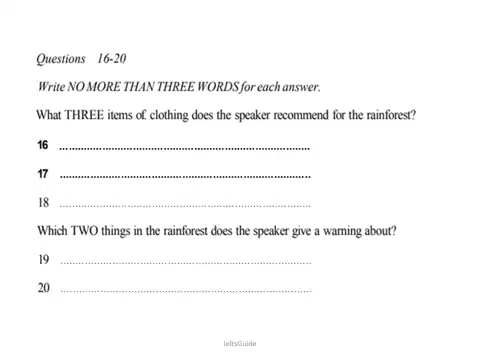 Questions 16-20
Write NO MORE THAN THREE WORDS for each answer.
What THREE items of clothing does the speaker recommend for the rainforest?
16 ....................................................................................
17 ....................................................................................
18 ....................................................................................
Which TWO things in the rainforest does the speaker give a warning about?
19 ....................................................................................
20 ....................................................................................
IeltsGuide